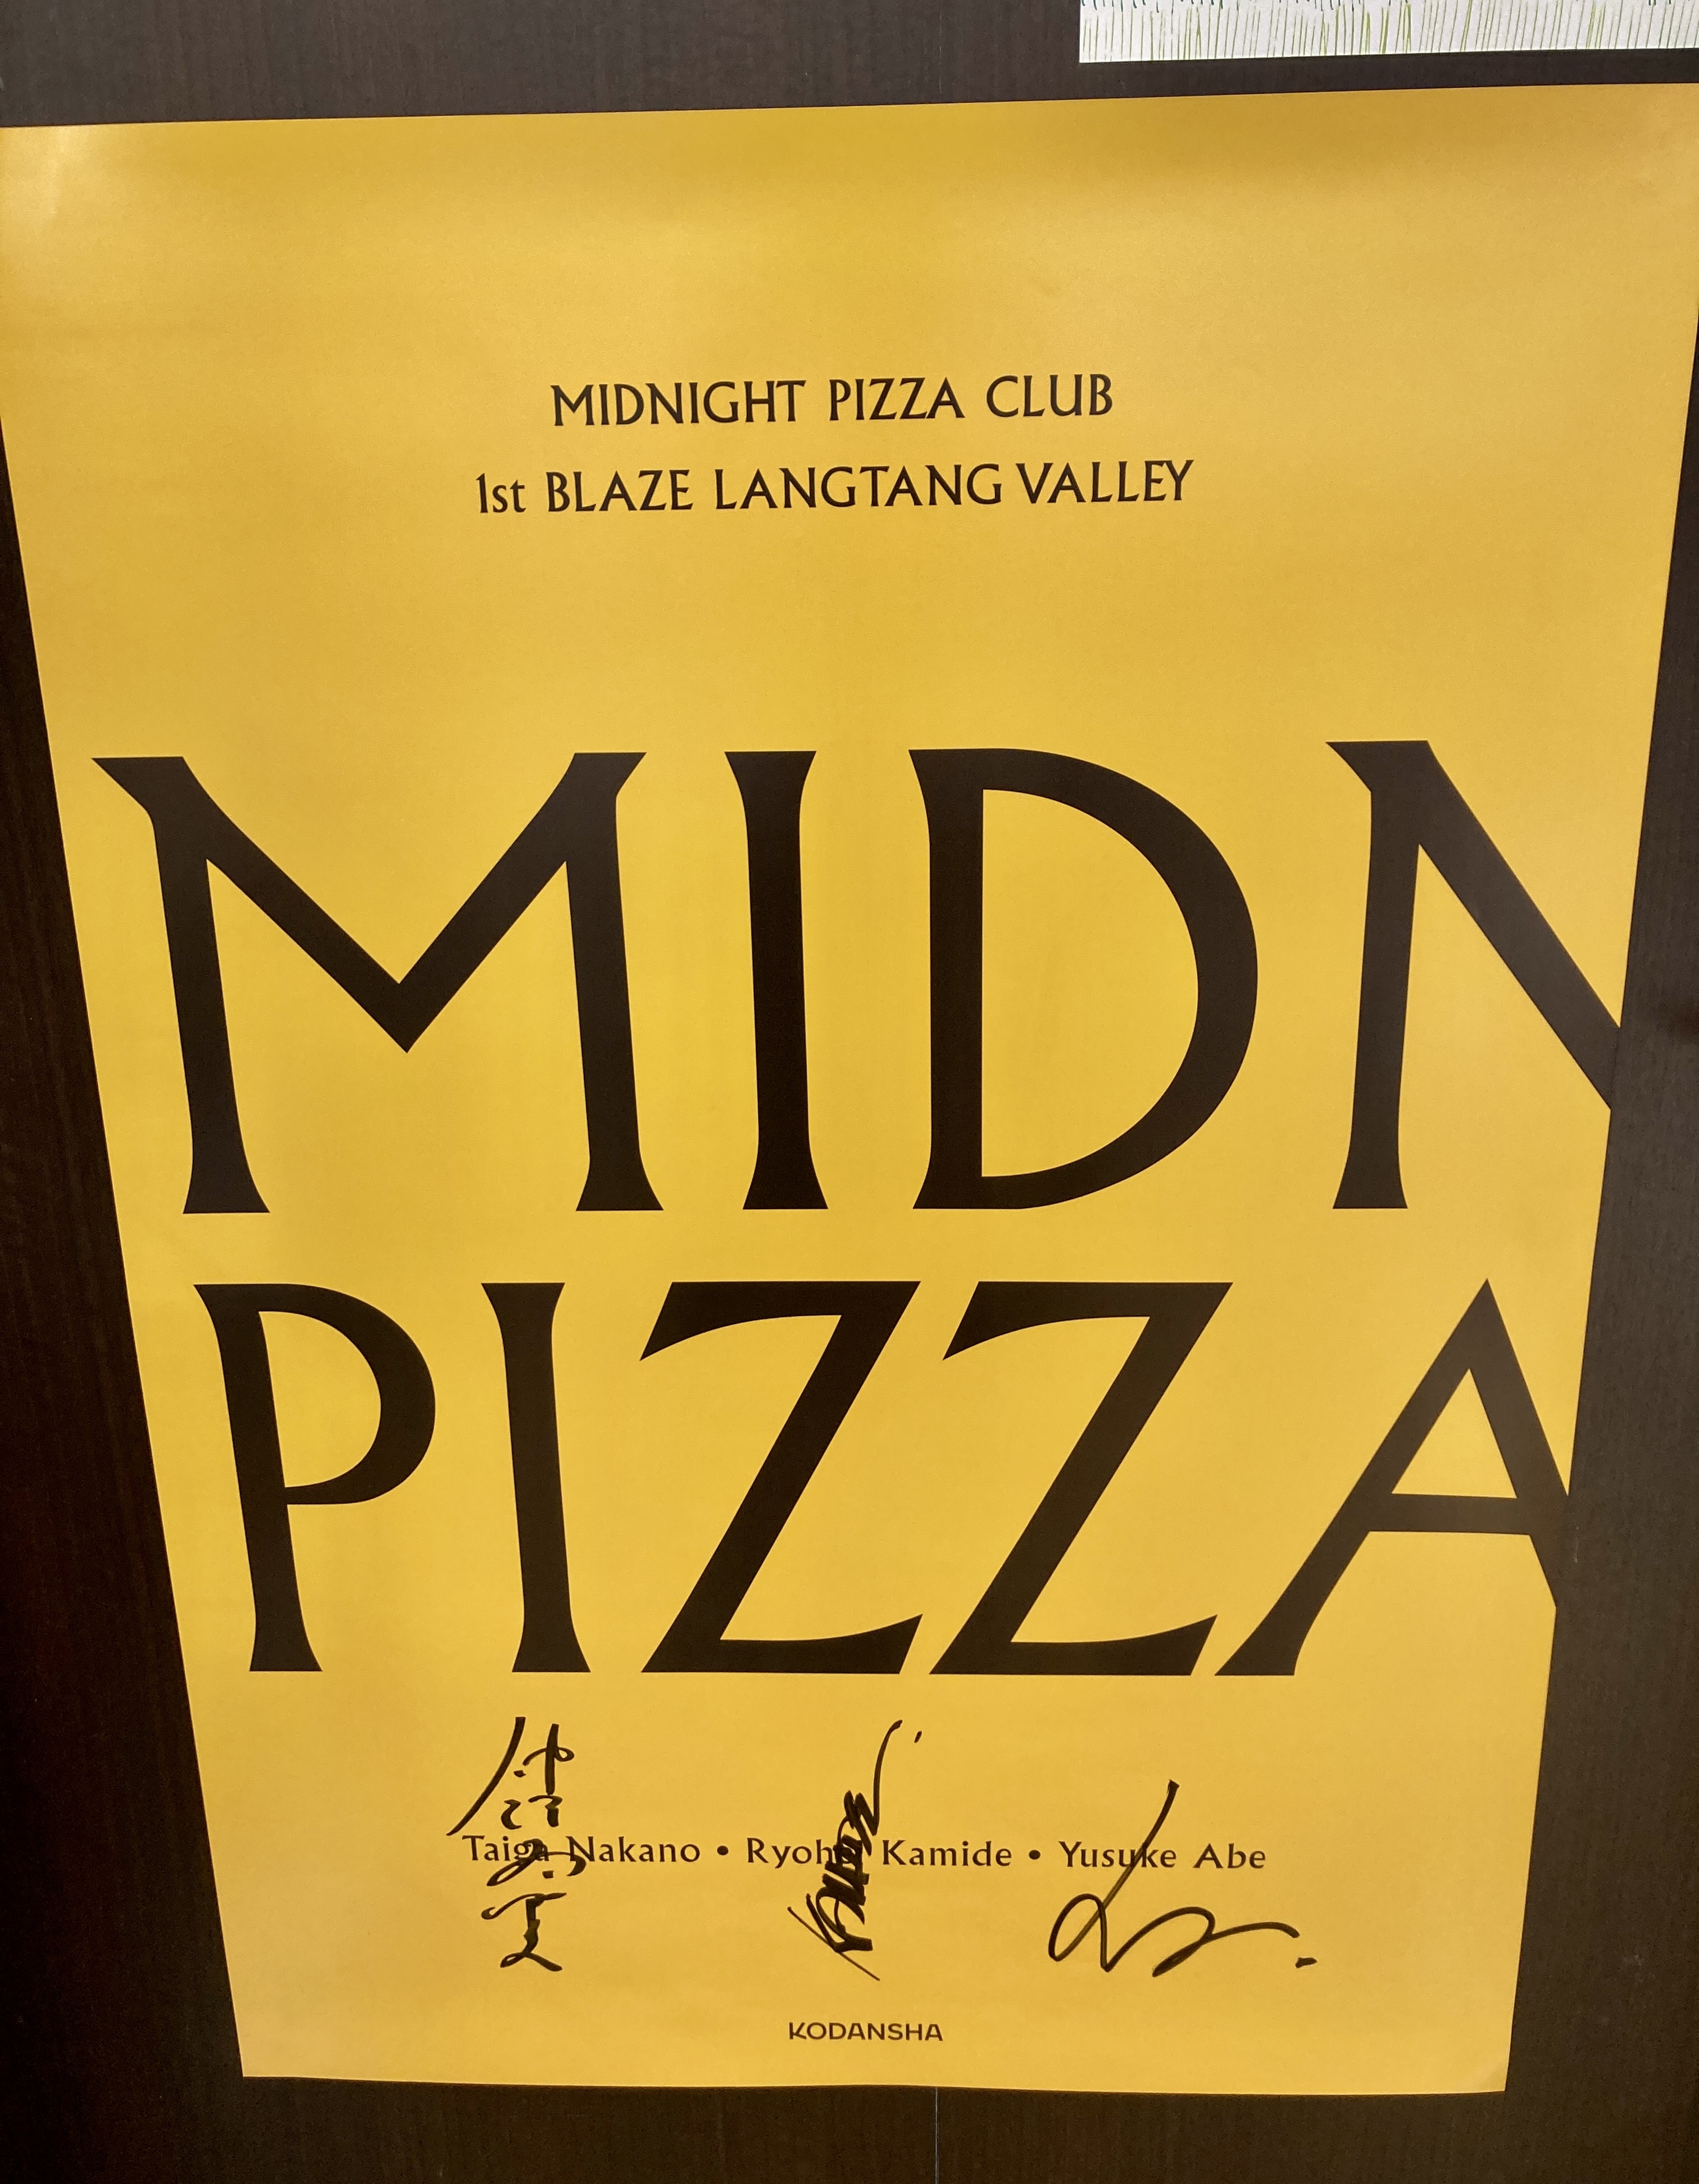 MIDNIGHT PIZZA CLUB
1st BLAZE LANGTANG VALLEY
MIDN
PIZZA
Taiga Nakano • Ryohei Kamide • Yusuke Abe
KODANSHA